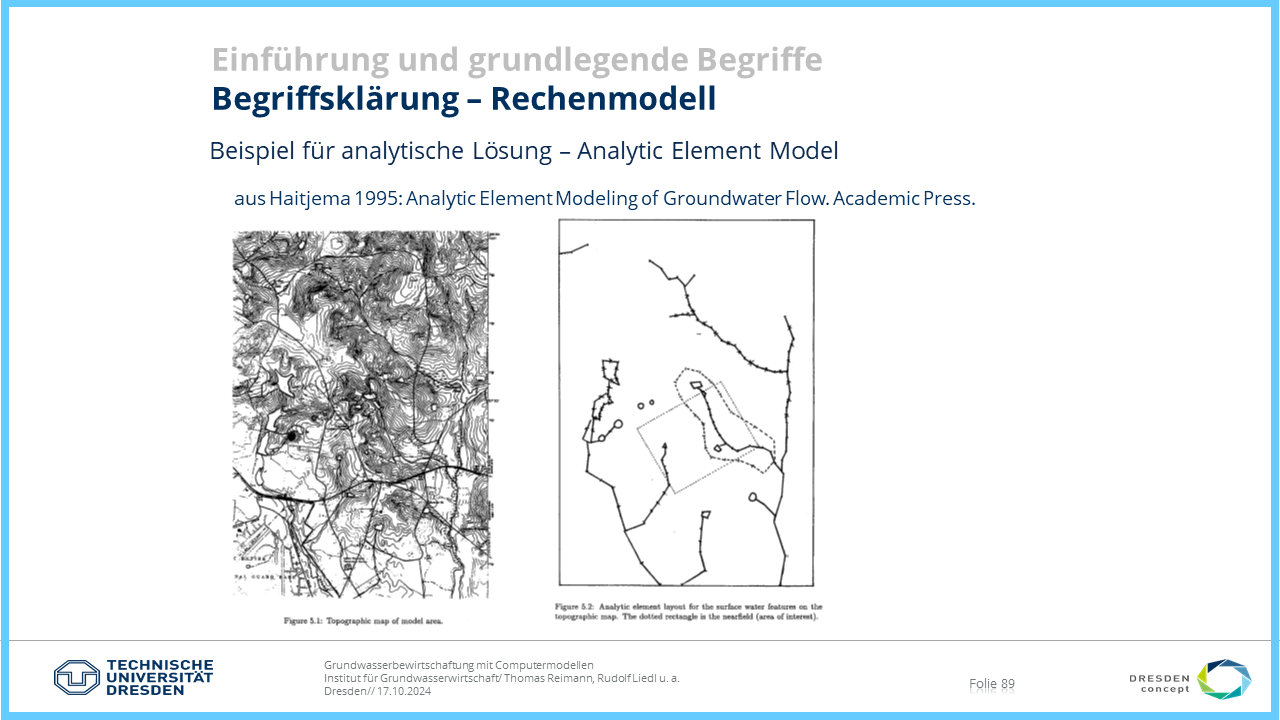 Einführung und grundlegende Begriffe
Begriffsklärung – Rechenmodell
Beispiel für analytische Lösung – Analytic Element Model
aus Haitjema 1995: Analytic Element Modeling of Groundwater Flow. Academic Press.
Figure 5.1: Topographic map of model area.
Figure 5.2: Analytic element layout for the surface water features on the
topographic map. The dotted rectangle is the nearfield (area of interest).
TECHNISCHE
UNIVERSITÄT
DRESDEN
Grundwasserbewirtschaftung mit Computermodellen
Institut für Grundwasserwirtschaft/ Thomas Reimann, Rudolf Liedl u. a.
Dresden// 17.10.2024
Folie 89
DRESDEN
concept